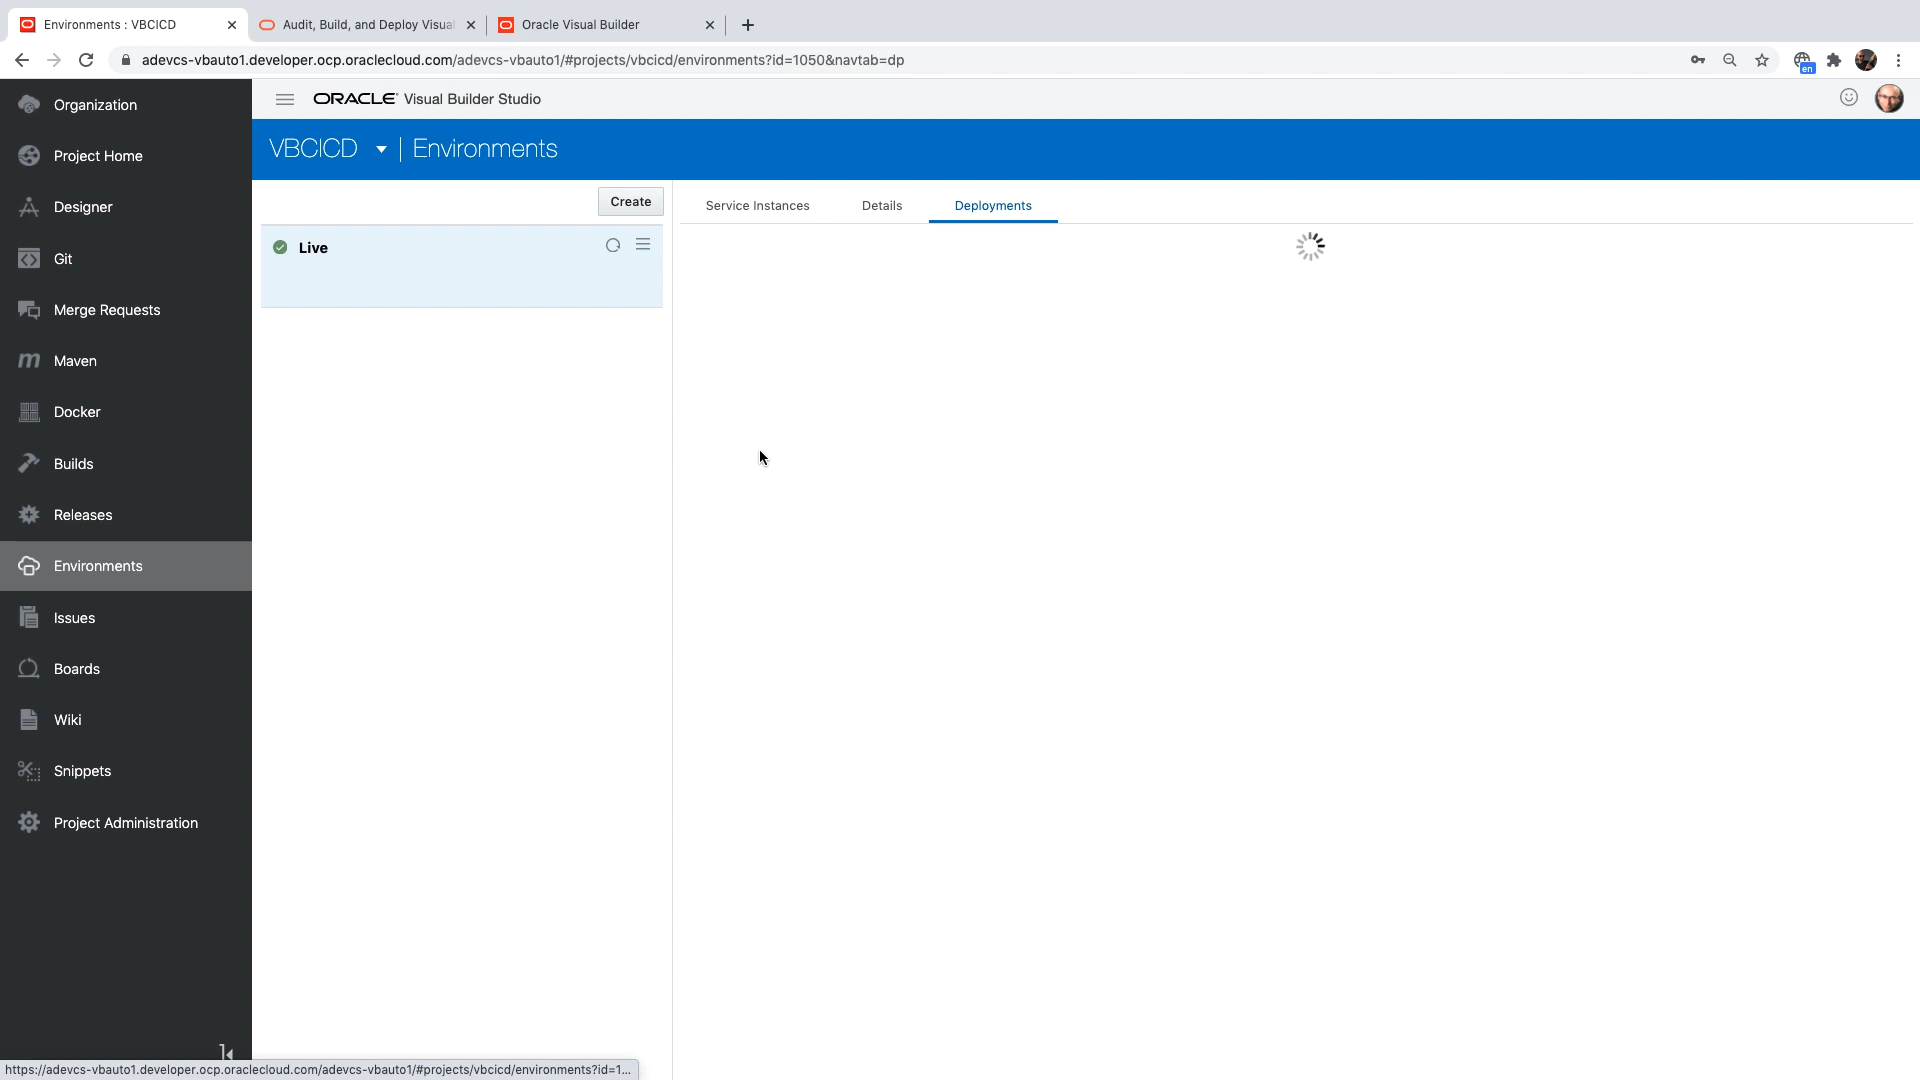 Environments : VBCICD
Audit, Build, and Deploy Visual
Oracle Visual Builder
adevcs-vbauto1.developer.ocp.oraclecloud.com/adevcs-vbauto1/#projects/vbcicd/environments?id=1050&navtab=dp
en
Organization
Project Home
Designer
Git
Merge Requests
Maven
Docker
Builds
Releases
Environments
Issues
Boards
Wiki
Snippets
Project Administration
ORACLE Visual Builder Studio
VBCICD | Environments
Create
Live
Service Instances
Details
Deployments
https://adevcs-vbauto1.developer.ocp.oraclecloud.com/adevcs-vbauto1/#projects/vbcicd/environments?id=1...